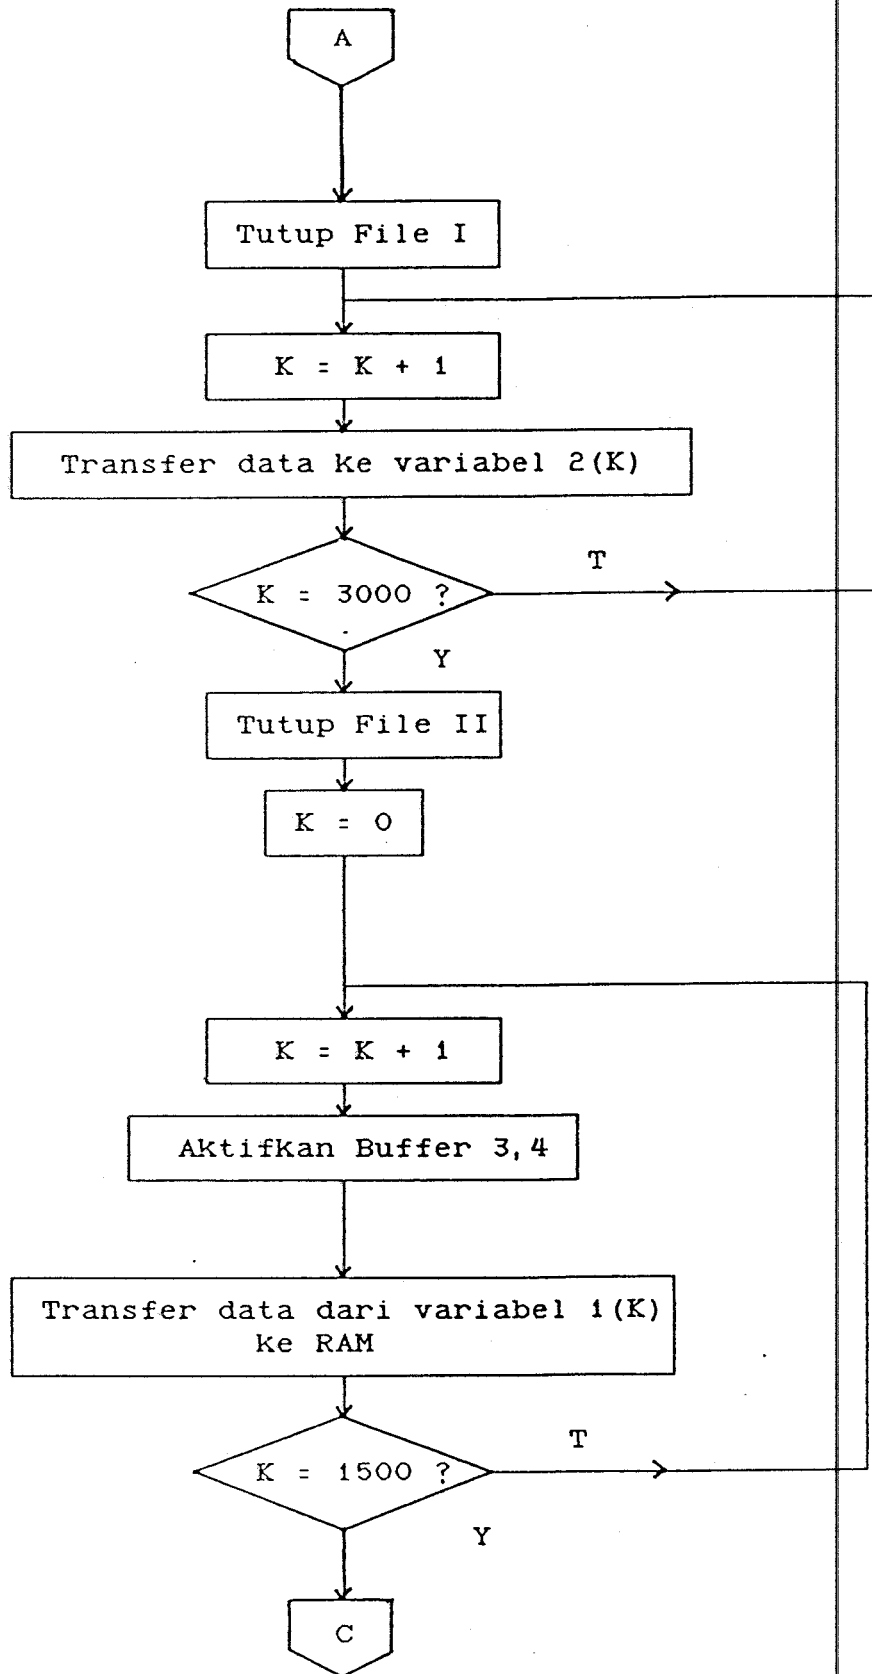 A
Tutup File I
K = K + 1
Transfer data ke variabel 2(K)
K = 3000 ?
T
Y
Tutup File II
K = 0
K = K + 1
Aktifkan Buffer 3,4
Transfer data dari variabel 1(K)
ke RAM
K = 1500 ?
T
Y
C